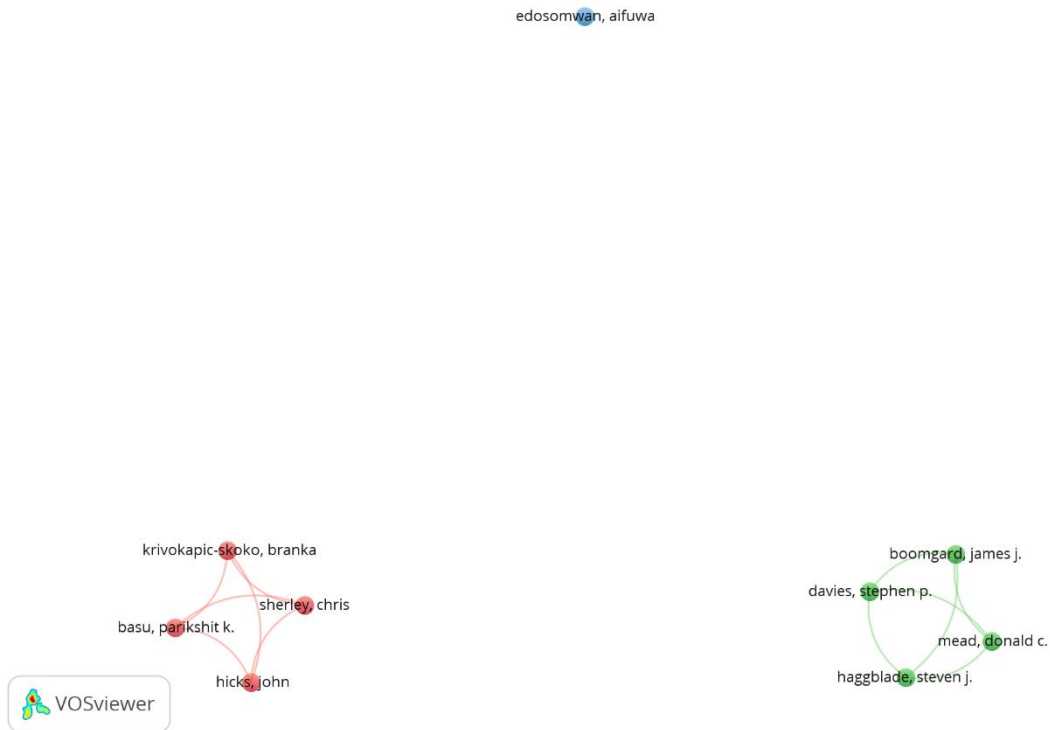 edosomwan, aifuwa
krivokapic-skoko, branka
sherley, chris
basu, parikshit k.
hicks, john
boomgard, james j.
davies, stephen p.
mead, donald c.
haggblade, steven j.
VOSviewer